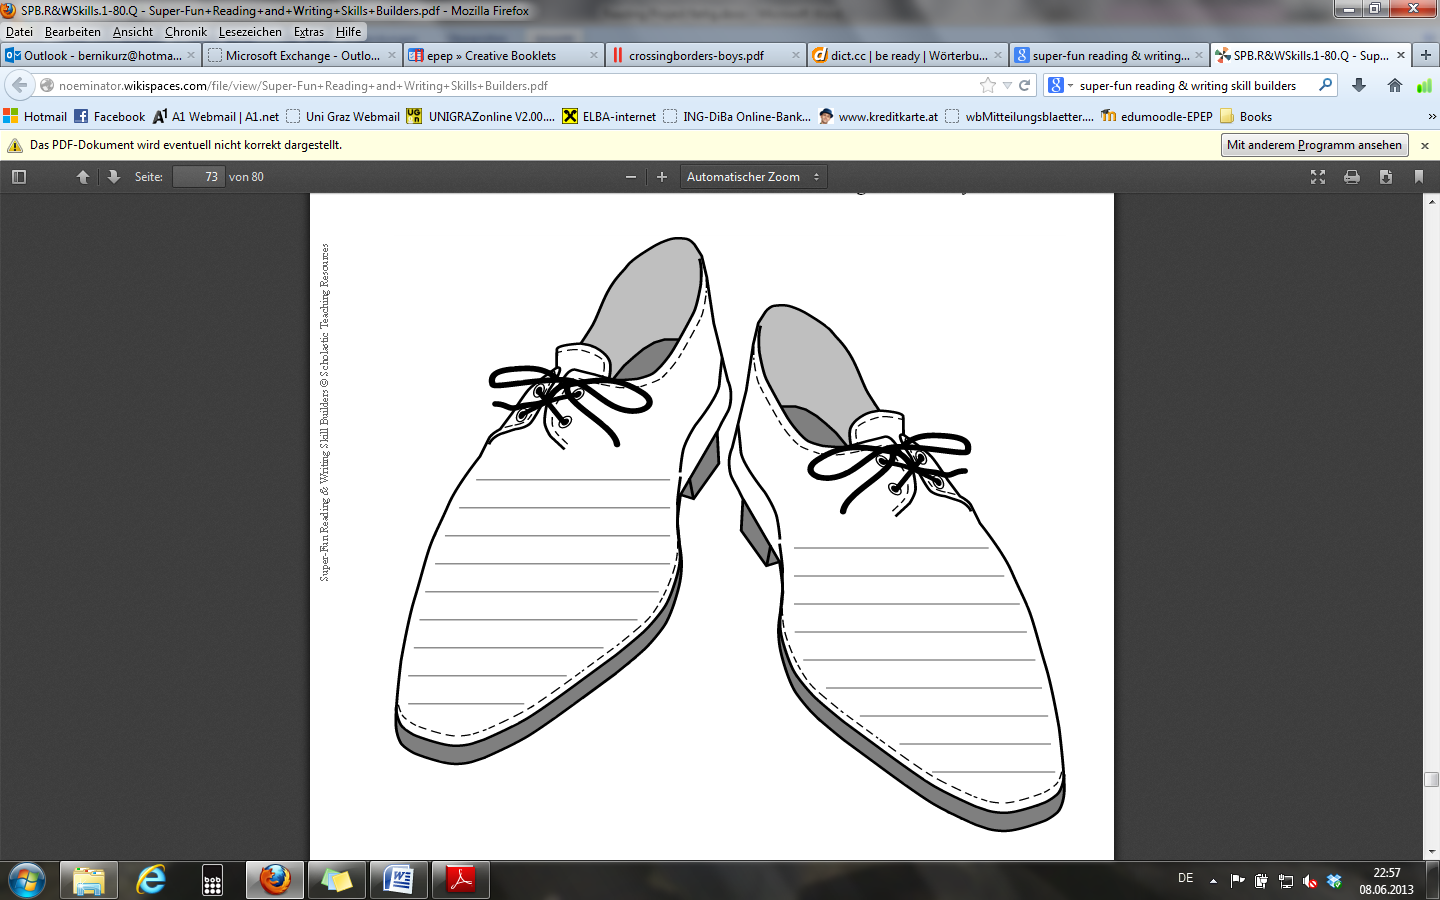 SPB.R&WSkills.1-80.Q - Super-Fun+Reading+and+Writing+Skills+Builders.pdf - Mozilla Firefox
Datei Bearbeiten Ansicht Chronik Lesezeichen Extras Hilfe
Outlook - bernikurz@hotma... Microsoft Exchange - Outlo... epep » Creative Booklets crossingborders-boys.pdf dict.cc | be ready | Wörterbu... super-fun reading & writing... SPB.R&WSkills.1-80.Q - Sup...
noeminator.wikispaces.com/file/view/Super-Fun+Reading+and+Writing+Skills+Builders.pdf super-fun reading & writing skill builders
Hotmail Facebook A1 Webmail | A1.net Uni Graz Webmail UNIGRAZonline V2.00.... ELBA-internet ING-DiBa Online-Bank... www.kreditkarte.at wbMitteilungsblaetter.... edumoodle-EPEP Books »
Das PDF-Dokument wird eventuell nicht korrekt dargestellt. Mit anderem Programm ansehen
Seite: 73 von 80 Automatischer Zoom
Super-Fun Reading & Writing Skill Builders © Scholastic Teaching Resources
bob
DE 22:57
08.06.2013